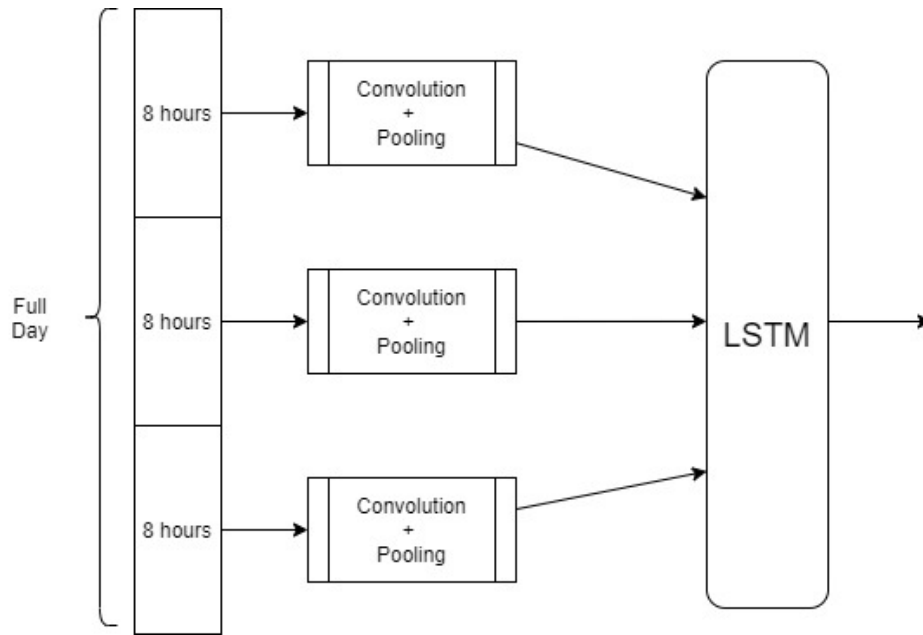 Full
Day
8 hours
8 hours
8 hours
Convolution
+
Pooling
Convolution
+
Pooling
Convolution
+
Pooling
LSTM